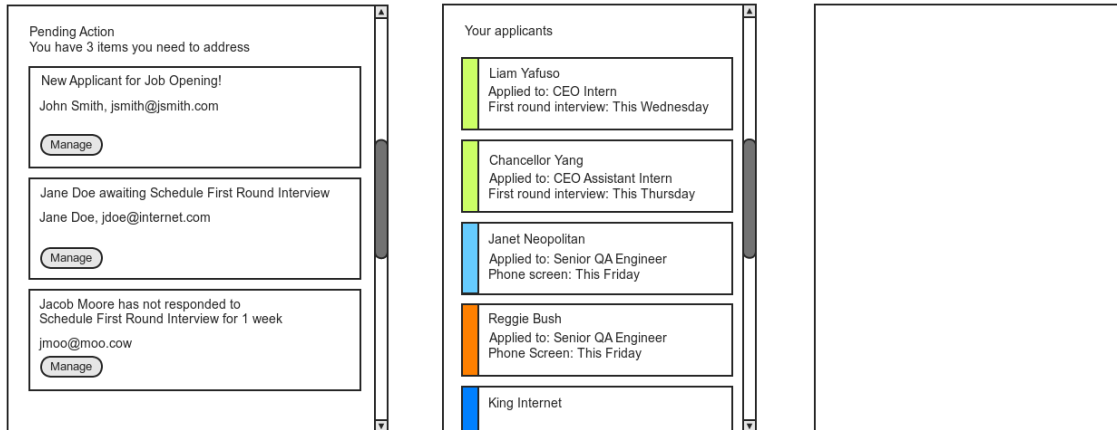 Pending Action
You have 3 items you need to address
New Applicant for Job Opening!
John Smith, jsmith@jsmith.com
Manage
Jane Doe awaiting Schedule First Round Interview
Jane Doe, jdoe@internet.com
Manage
Jacob Moore has not responded to
Schedule First Round Interview for 1 week
jmoo@moo.cow
Manage
Your applicants
Liam Yafuso
Applied to: CEO Intern
First round interview: This Wednesday
Chancellor Yang
Applied to: CEO Assistant Intern
First round interview: This Thursday
Janet Neopolitan
Applied to: Senior QA Engineer
Phone screen: This Friday
Reggie Bush
Applied to: Senior QA Engineer
Phone Screen: This Friday
King Internet